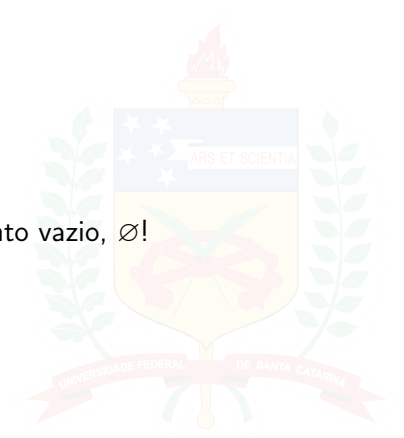 ARS ET SCIENTIA
nto vazio, ∅!
UNIVERSIDADE FEDERAL DE SANTA CATARINA